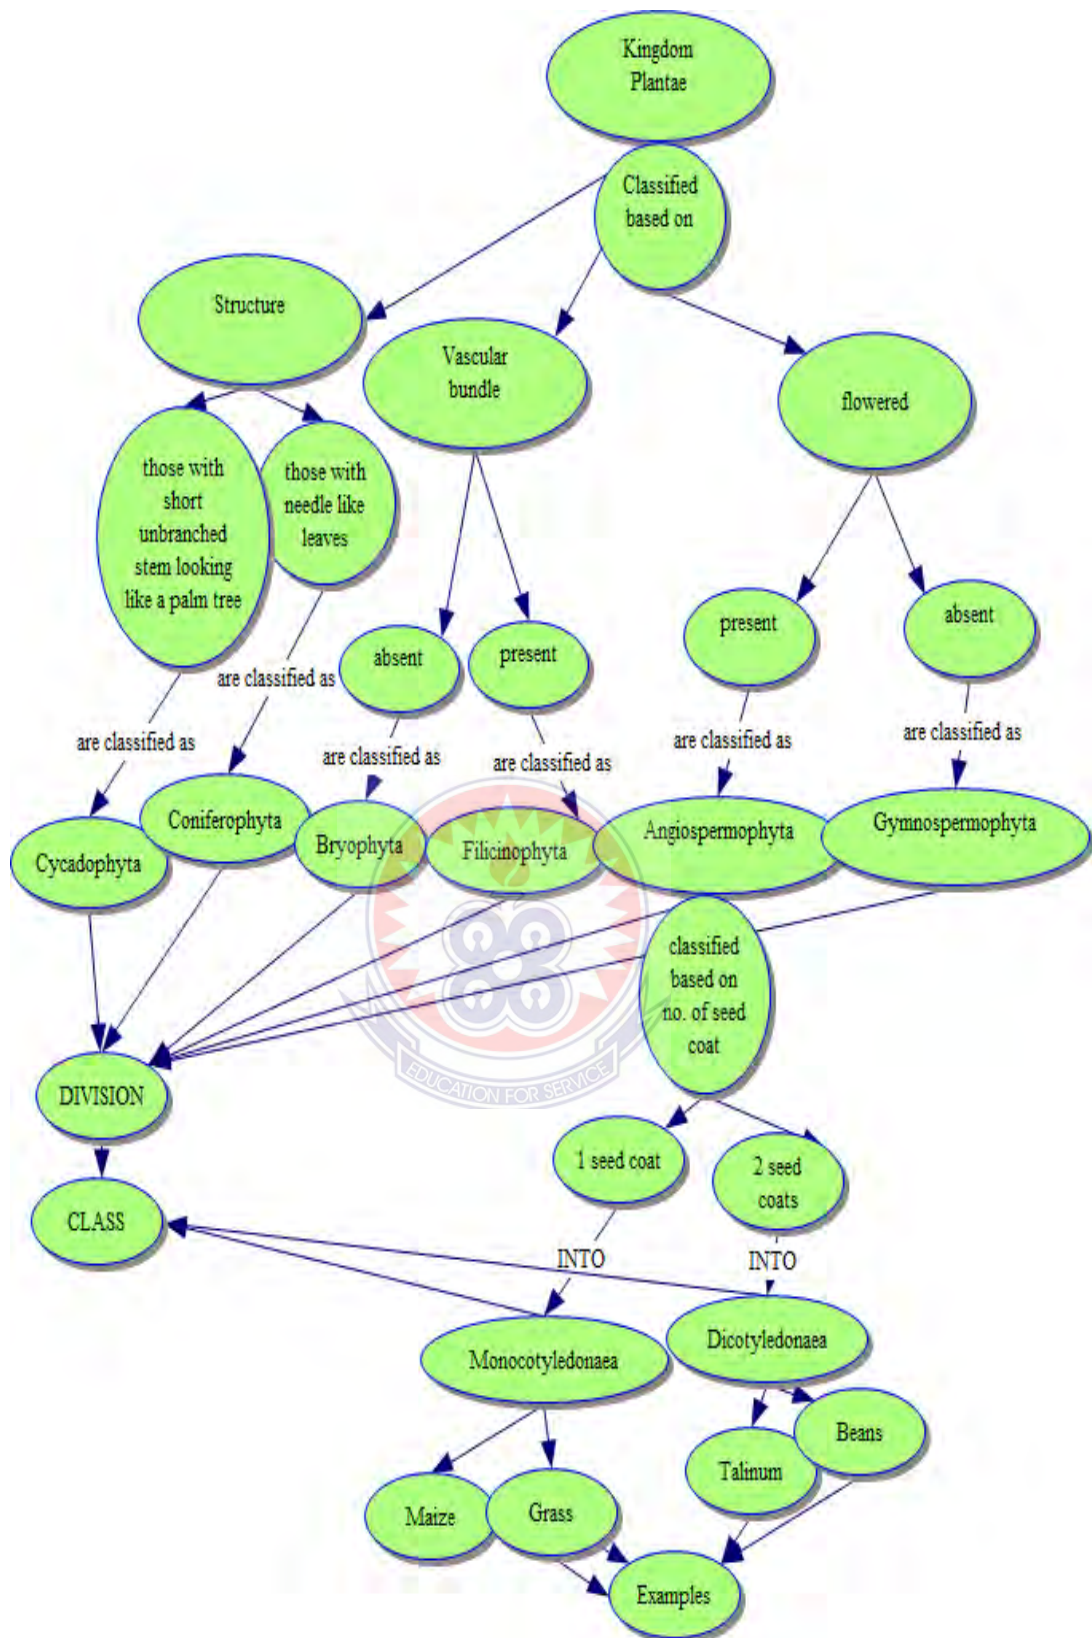 Kingdom
Plantae
Classified
based on
Structure
Vascular
bundle
flowered
those with
short
unbranched
stem looking
like a palm tree
those with
needle like
leaves
absent
present
present
absent
are classified as
are classified as
are classified as
are classified as
are classified as
are classified as
Cycadophyta
Coniferophyta
Bryophyta
Filicinophyta
Angiospermophyta
Gymnospermophyta
classified
based on
no. of seed
coat
EDUCATION FOR SERVICE
DIVISION
CLASS
1 seed coat
2 seed
coats
INTO
INTO
Monocotyledonaea
Dicotyledonaea
Maize
Grass
Talinum
Beans
Examples